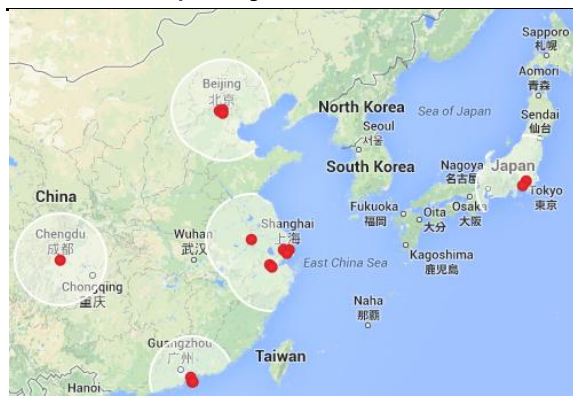 Sapporo
札幌
Aomori
青森
Beijing
北京
North Korea
Sea of Japan
Sendai
仙台
Seoul
서울
South Korea
Nagoya
名古屋
Japan
China
Tokyo
東京
Fukuoka
福岡
Oita
大分
Osaka
大阪
Chengdu
成都
Wuhan
武汉
Shanghai
上海
East China Sea
Kagoshima
鹿児島
Chongqing
重庆
Naha
那覇
Guangzhou
广州
Taiwan
Hanoi